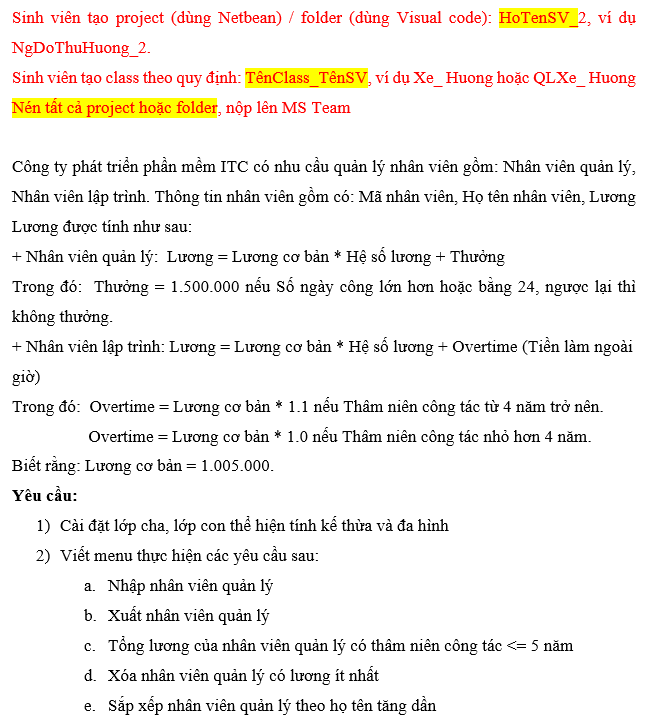 Sinh viên tạo project (dùng Netbean) / folder (dùng Visual code): HoTenSV_2, ví dụ
NgDoThuHuong_2.
Sinh viên tạo class theo quy định: TênClass_TênSV, ví dụ Xe_ Huong hoặc QLXe_ Huong
Nén tất cả project hoặc folder, nộp lên MS Team
Công ty phát triển phần mềm ITC có nhu cầu quản lý nhân viên gồm: Nhân viên quản lý,
Nhân viên lập trình. Thông tin nhân viên gồm có: Mã nhân viên, Họ tên nhân viên, Lương
Lương được tính như sau:
+ Nhân viên quản lý: Lương = Lương cơ bản * Hệ số lương + Thưởng
Trong đó: Thưởng = 1.500.000 nếu Số ngày công lớn hơn hoặc bằng 24, ngược lại thì
không thưởng.
+ Nhân viên lập trình: Lương = Lương cơ bản * Hệ số lương + Overtime (Tiền làm ngoài
giờ)
Trong đó: Overtime = Lương cơ bản * 1.1 nếu Thâm niên công tác từ 4 năm trở nên.
Overtime = Lương cơ bản * 1.0 nếu Thâm niên công tác nhỏ hơn 4 năm.
Biết rằng: Lương cơ bản = 1.005.000.
Yêu cầu:
1) Cài đặt lớp cha, lớp con thể hiện tính kế thừa và đa hình
2) Viết menu thực hiện các yêu cầu sau:
a. Nhập nhân viên quản lý
b. Xuất nhân viên quản lý
c. Tổng lương của nhân viên quản lý có thâm niên công tác <= 5 năm
d. Xóa nhân viên quản lý có lương ít nhất
e. Sắp xếp nhân viên quản lý theo họ tên tăng dần